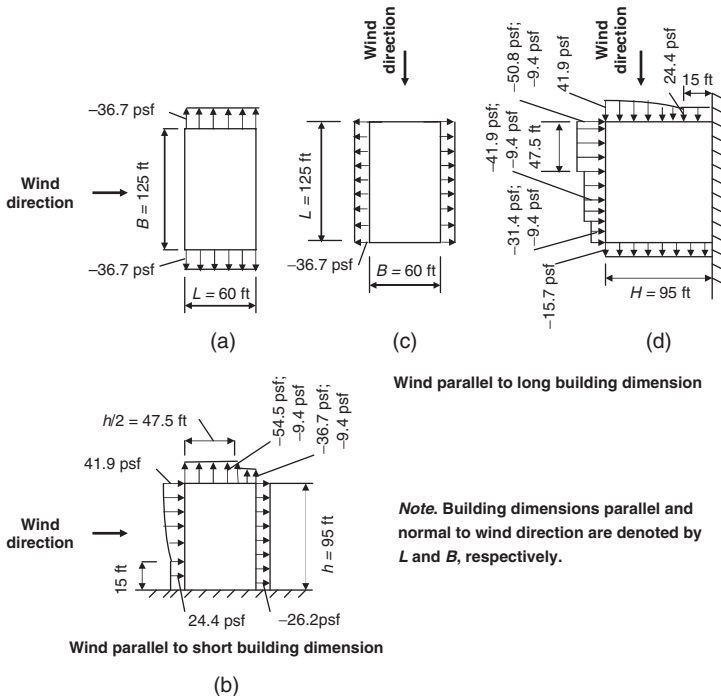 −36.7 psf
Wind
direction
B = 125 ft
−36.7 psf
L = 60 ft
(a)
Wind
direction
L = 125 ft
−36.7 psf
B = 60 ft
(c)
Wind
direction
−50.8 psf;
−9.4 psf
41.9 psf
24.4 psf
15 ft
−41.9 psf;
−9.4 psf
47.5 ft
−31.4 psf;
−9.4 psf
−15.7 psf
H = 95 ft
(d)
Wind parallel to long building dimension
h/2 = 47.5 ft
−54.5 psf;
−9.4 psf
−36.7 psf;
−9.4 psf
41.9 psf
Wind
direction
15 ft
h = 95 ft
24.4 psf
−26.2psf
Wind parallel to short building dimension
(b)
Note. Building dimensions parallel and
normal to wind direction are denoted by
L and B, respectively.